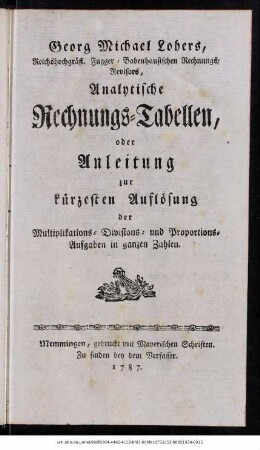 Georg Michael Lobers,
Reichshochgräfl. Fugger-Babenhausischen Rechnungs-
Revisors,
Analytische
Rechnungs-Tabellen,
oder
Anleitung
zur
kürzesten Auflösung
der
Multiplikations- Divisions- und Proportions-
Aufgaben in ganzen Zahlen.
Memmingen, gedruckt mit Mayerischen Schriften.
Zu finden bey dem Verfasser.
1787.